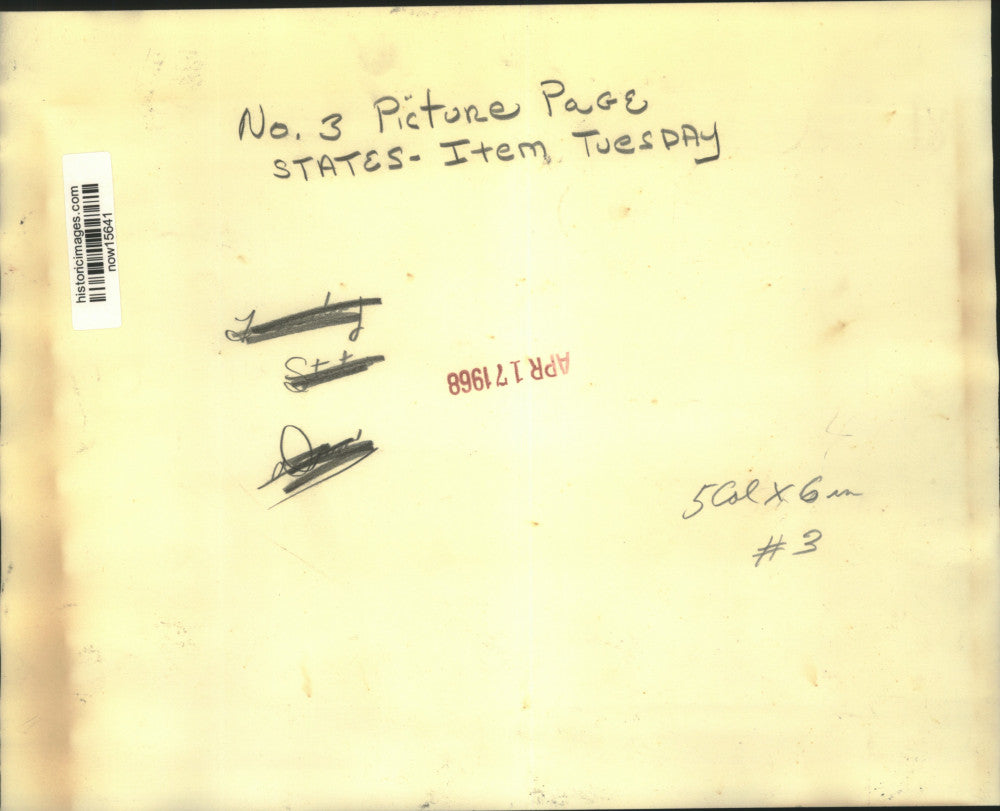 No. 3 Picture Page
STATES- Item Tuesday
historicimages.com
now15641
APR 17 1968
5 Col X 6 in
#3